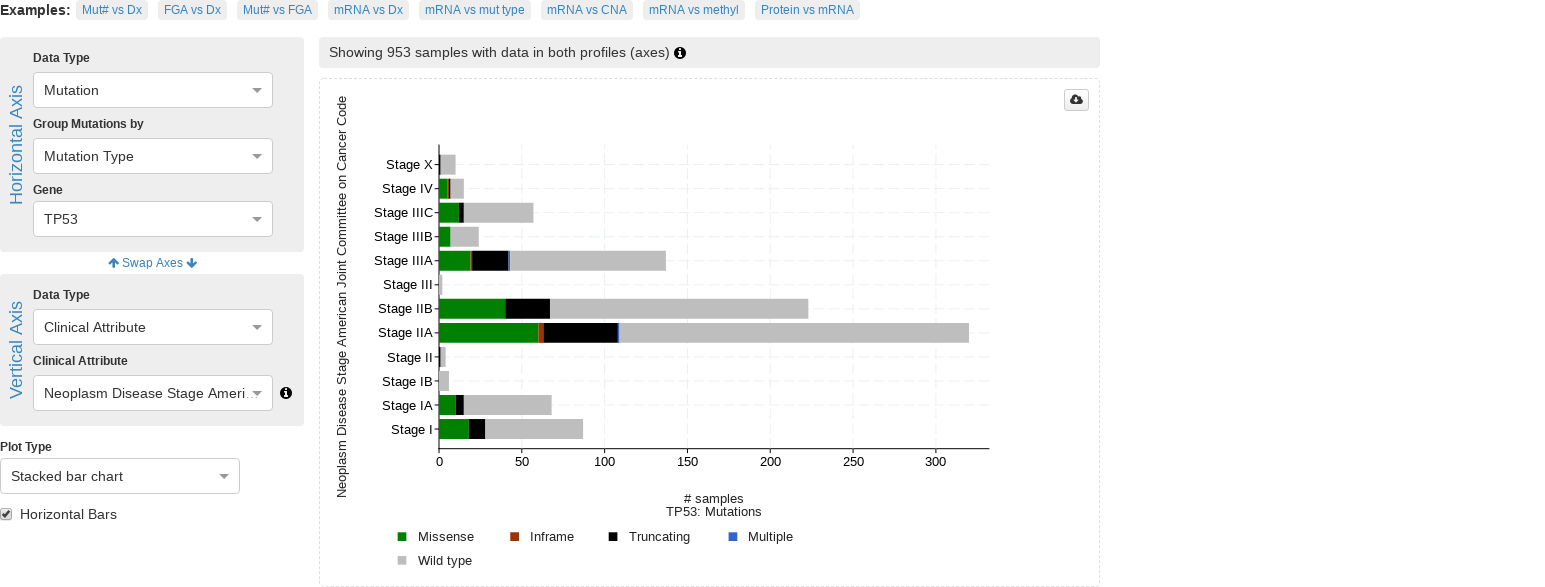 Examples: Mut# vs Dx FGA vs Dx Mut# vs FGA mRNA vs Dx mRNA vs mut type mRNA vs CNA mRNA vs methyl Protein vs mRNA
Horizontal Axis
Data Type
Mutation
Group Mutations by
Mutation Type
Gene
TP53
Swap Axes
Vertical Axis
Data Type
Clinical Attribute
Clinical Attribute
Neoplasm Disease Stage Ameri...
Plot Type
Stacked bar chart
Horizontal Bars
Showing 953 samples with data in both profiles (axes)
Neoplasm Disease Stage American Joint Committee on Cancer Code
Stage X
Stage IV
Stage IIIC
Stage IIIB
Stage IIIA
Stage III
Stage IIB
Stage IIA
Stage II
Stage IB
Stage IA
Stage I
0 50 100 150 200 250 300
# samples
TP53: Mutations
Missense Inframe Truncating Multiple
Wild type